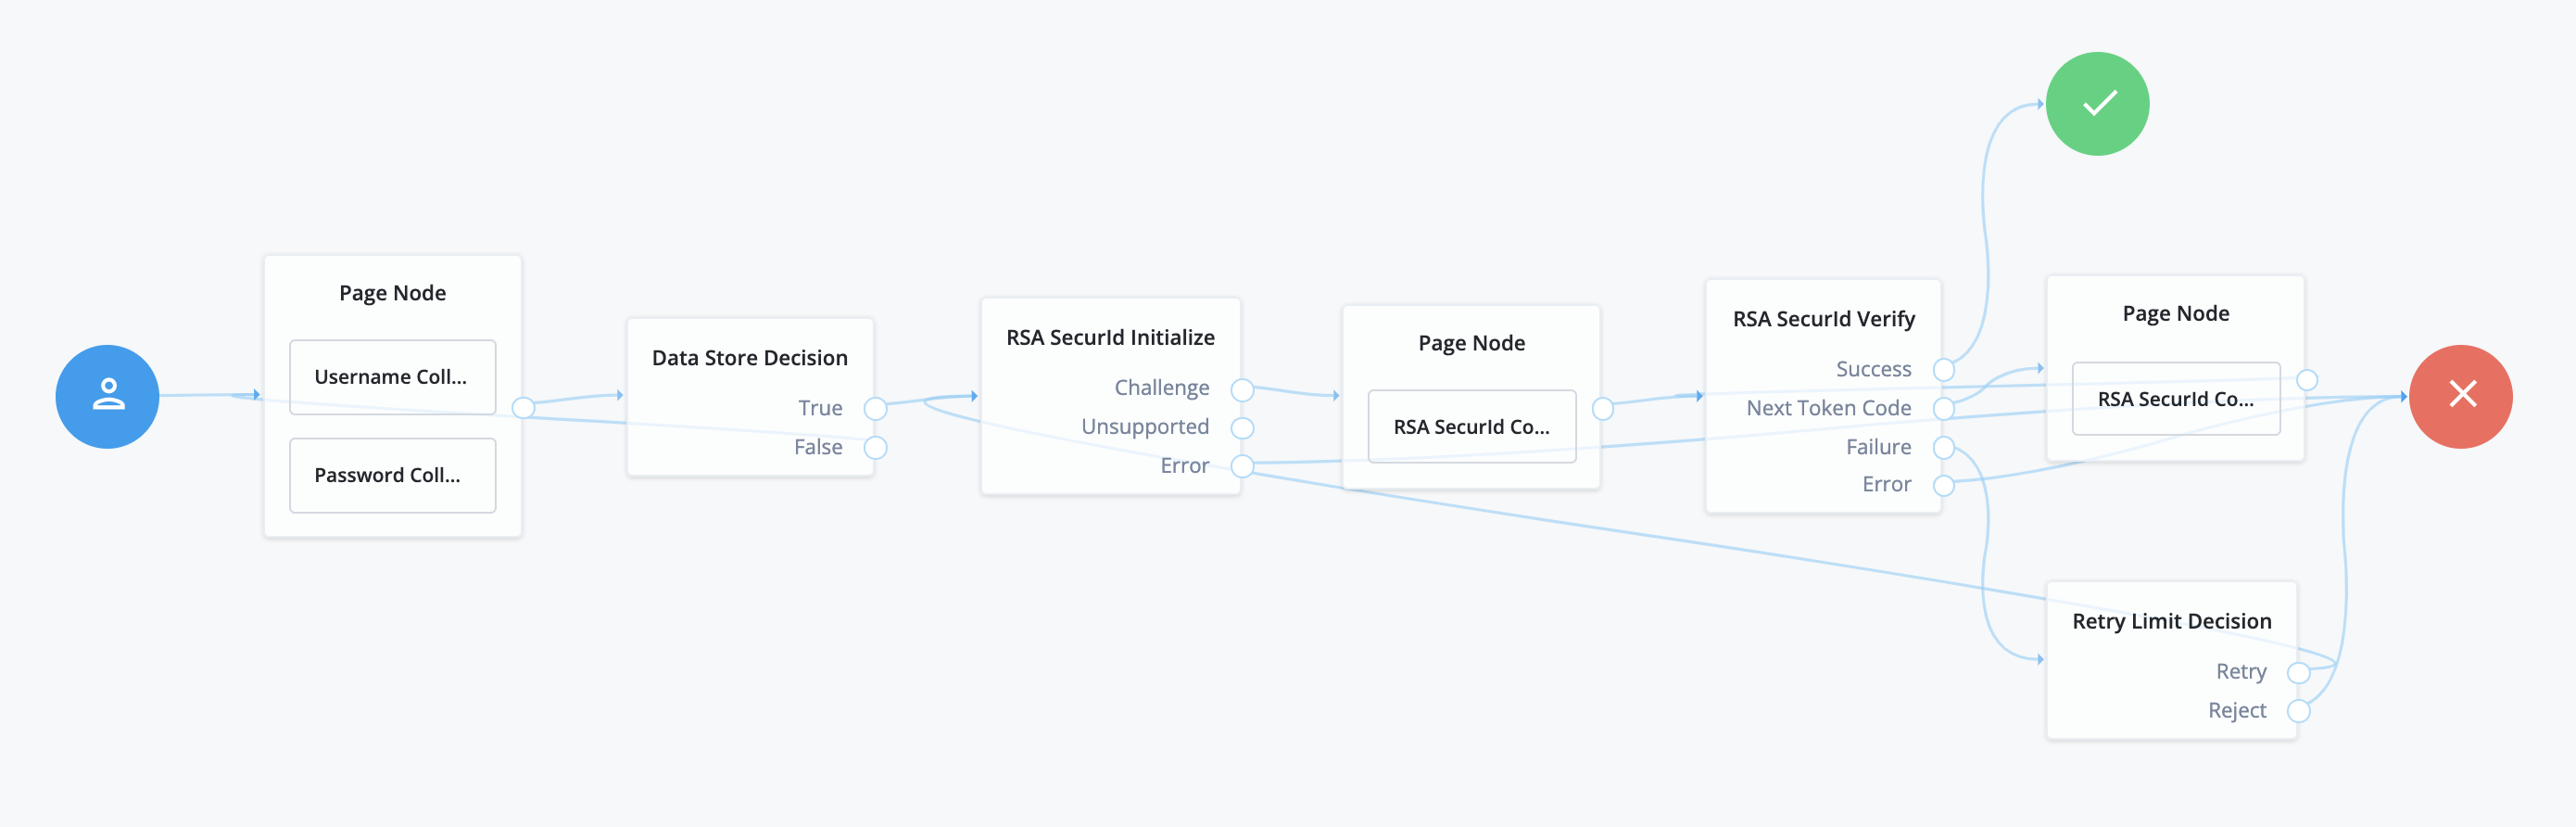 Page Node
Username Coll...
Password Coll...
Data Store Decision
True
False
RSA SecurId Initialize
Challenge
Unsupported
Error
Page Node
RSA SecurId Co...
RSA SecurId Verify
Success
Next Token Code
Failure
Error
Page Node
RSA SecurId Co...
Retry Limit Decision
Retry
Reject